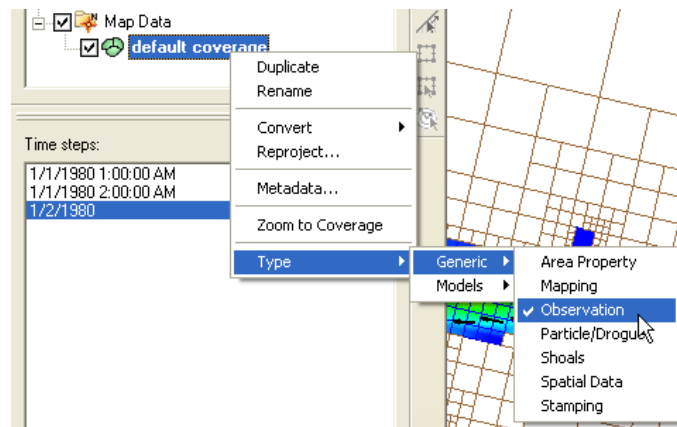 Map Data
default coverage
Duplicate
Rename
Convert
Reproject...
Metadata...
Zoom to Coverage
Type
Time steps:
1/1/1980 1:00:00 AM
1/1/1980 2:00:00 AM
1/2/1980
Generic
Models
Area Property
Mapping
Observation
Particle/Drogue
Shoals
Spatial Data
Stamping